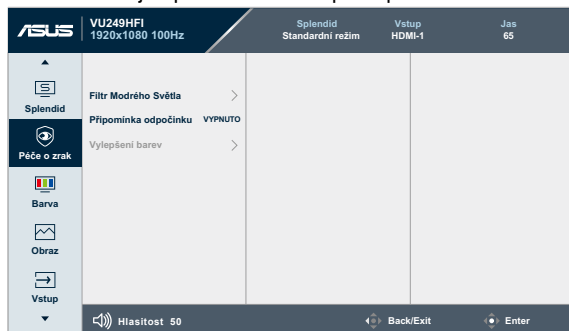 ASUS
VU249HFI
1920x1080 100Hz
Splendid
Standardní režim
Vstup
HDMI-1
Jas
65
Splendid
Péče o zrak
Barva
Obraz
Vstup
Filtr Modrého Světla
Připomínka odpočinku VYPNUTO
Vylepšení barev
Hlasitost 50
Back/Exit
Enter